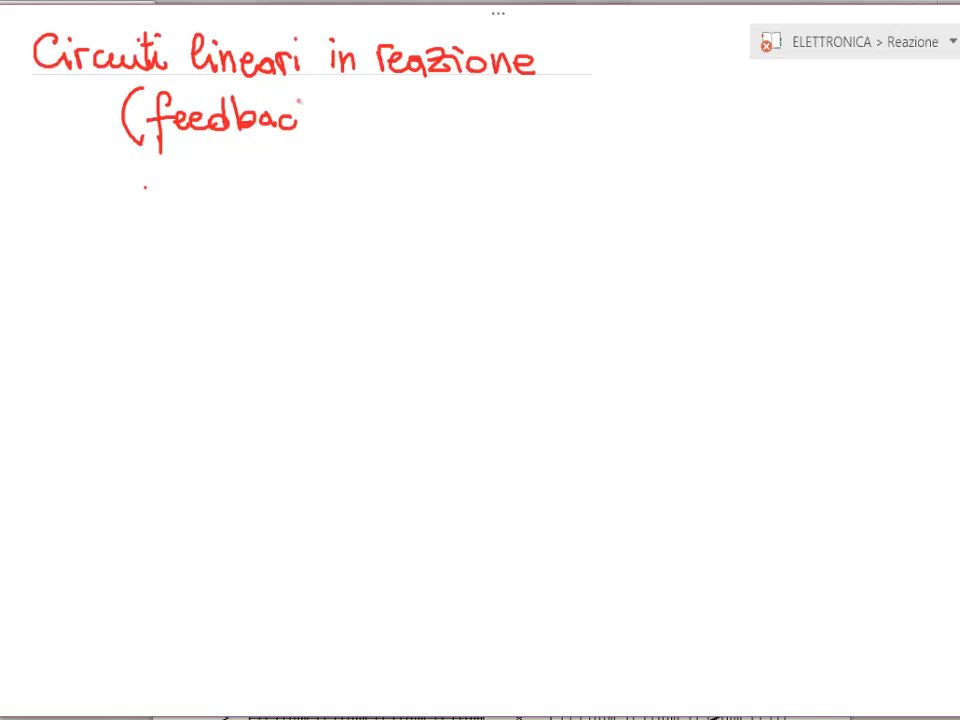 ...
Circuiti lineari in reazione
ELETTRONICA > Reazione
(feedbac